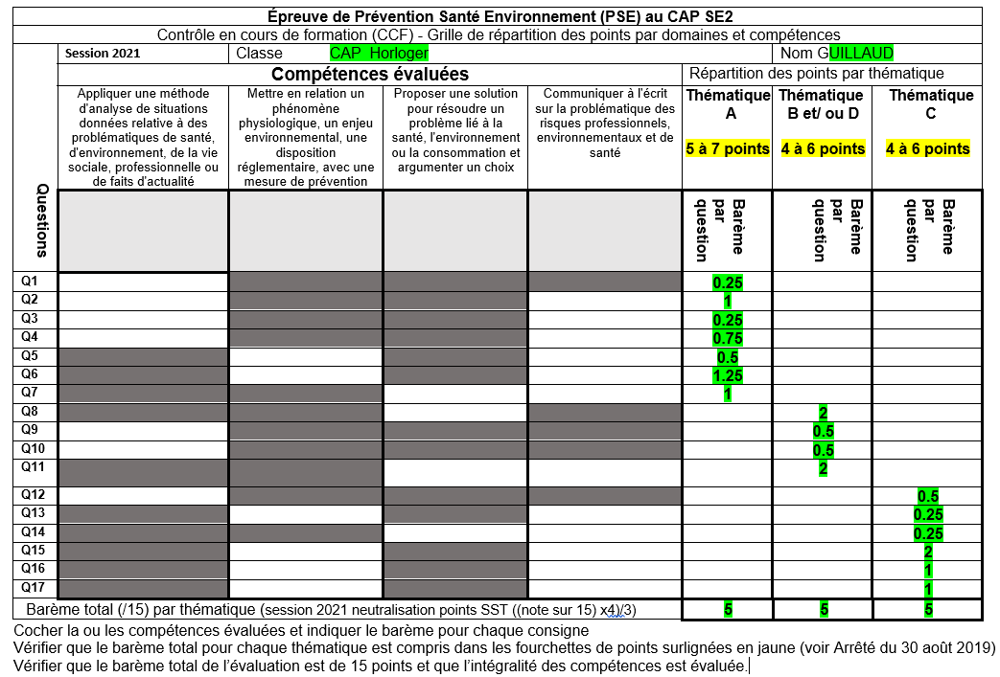 Épreuve de Prévention Santé Environnement (PSE) au CAP SE2
Contrôle en cours de formation (CCF) - Grille de répartition des points par domaines et compétences
Session 2021 Classe CAP Horloger Nom GUILLAUD
Compétences évaluées Répartition des points par thématique
Appliquer une méthode
d'analyse de situations
données relative à des
problématiques de santé,
d'environnement, de la vie
sociale, professionnelle ou
de faits d'actualité
Mettre en relation un
phénomène
physiologique, un enjeu
environnemental, une
disposition
réglementaire, avec une
mesure de prévention
Proposer une solution
pour résoudre un
problème lié à la
santé, l'environnement
ou la consommation et
argumenter un choix
Communiquer à l'écrit
sur la problématique des
risques professionnels,
environnementaux et de
santé
Thématique
A
5 à 7 points
Thématique
B et/ ou D
4 à 6 points
Thématique
C
4 à 6 points
Questions
Barème
par
question
Barème
par
question
Barème
par
question
Q1 0.25
Q2 1
Q3 0.25
Q4 0.75
Q5 0.5
Q6 1.25
Q7 1
Q8 2
Q9 0.5
Q10 0.5
Q11 2
Q12 0.5
Q13 0.25
Q14 0.25
Q15 2
Q16 1
Q17 1
Barème total (/15) par thématique (session 2021 neutralisation points SST ((note sur 15) x4)/3) 5 5 5
Cocher la ou les compétences évaluées et indiquer le barème pour chaque consigne
Vérifier que le barème total pour chaque thématique est compris dans les fourchettes de points surlignées en jaune (voir Arrêté du 30 août 2019)
Vérifier que le barème total de l'évaluation est de 15 points et que l'intégralité des compétences est évaluée.